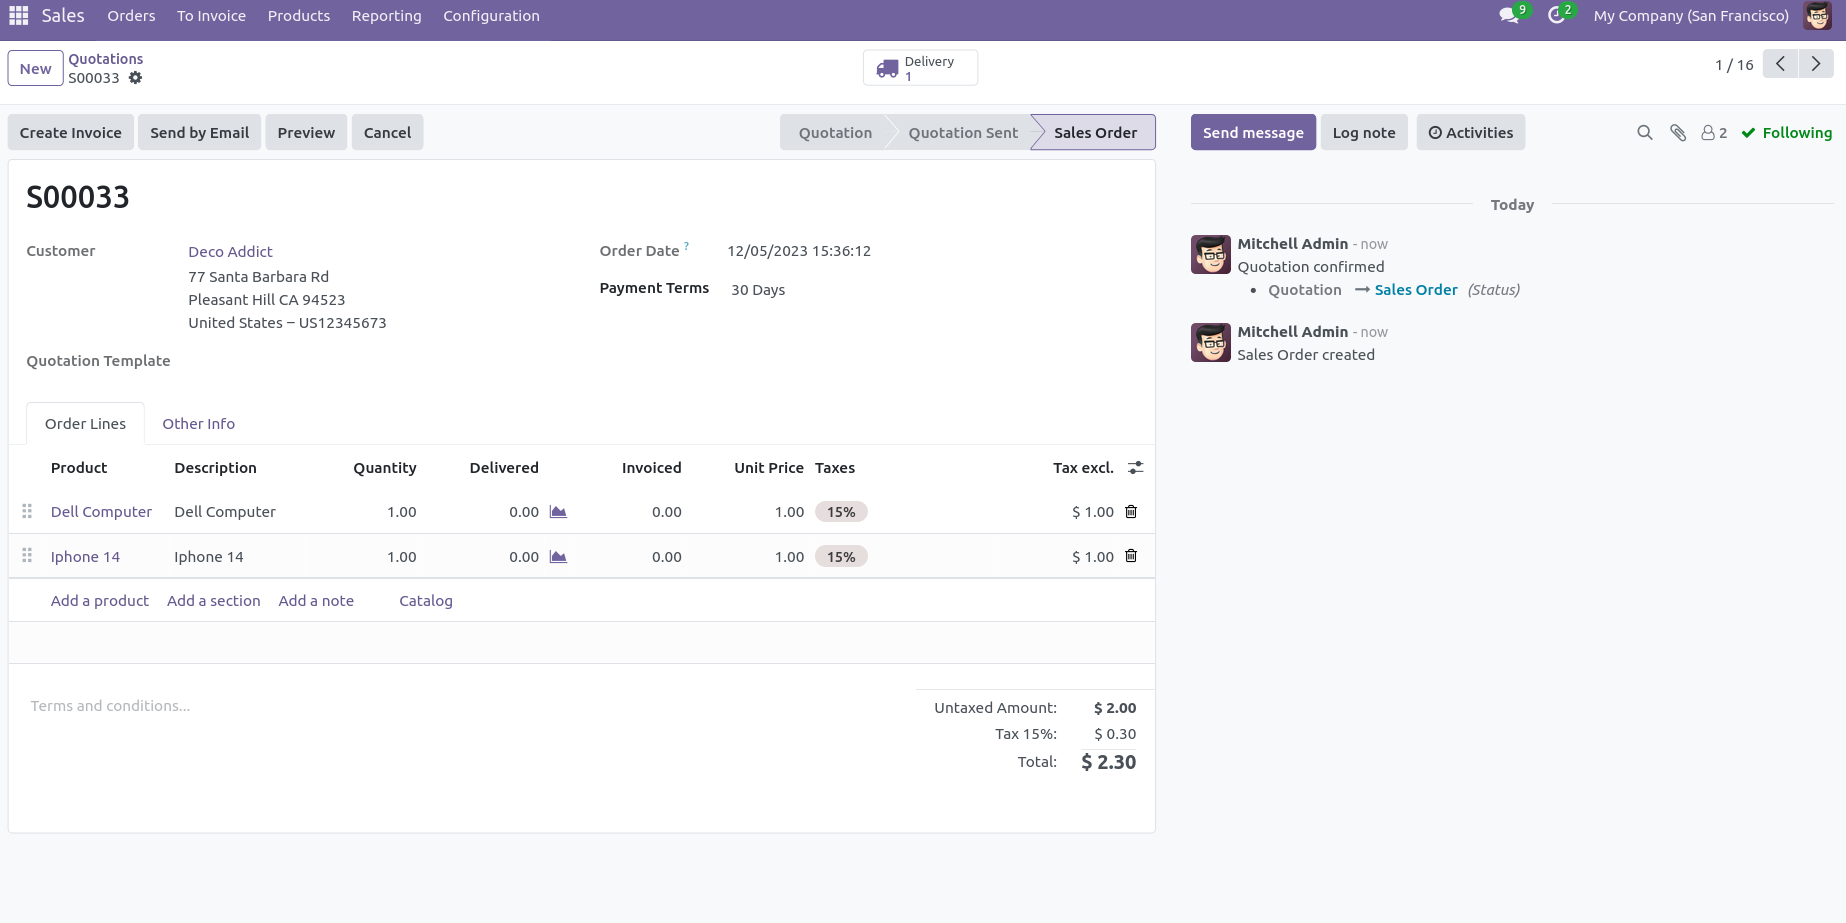 Sales Orders To Invoice Products Reporting Configuration 9 2 My Company (San Francisco)
New Quotations
S00033
Delivery
1
1 / 16
Create Invoice Send by Email Preview Cancel Quotation Quotation Sent Sales Order
Send message Log note Activities 2 Following
S00033
Customer Deco Addict
77 Santa Barbara Rd
Pleasant Hill CA 94523
United States – US12345673
Order Date ? 12/05/2023 15:36:12
Payment Terms 30 Days
Quotation Template
Order Lines Other Info
Product Description Quantity Delivered Invoiced Unit Price Taxes Tax excl.
Dell Computer Dell Computer 1.00 0.00 0.00 1.00 15% $ 1.00
Iphone 14 Iphone 14 1.00 0.00 0.00 1.00 15% $ 1.00
Add a product Add a section Add a note Catalog
Terms and conditions...
Untaxed Amount: $ 2.00
Tax 15%: $ 0.30
Total: $ 2.30
Today
Mitchell Admin - now
Quotation confirmed
• Quotation → Sales Order (Status)
Mitchell Admin - now
Sales Order created